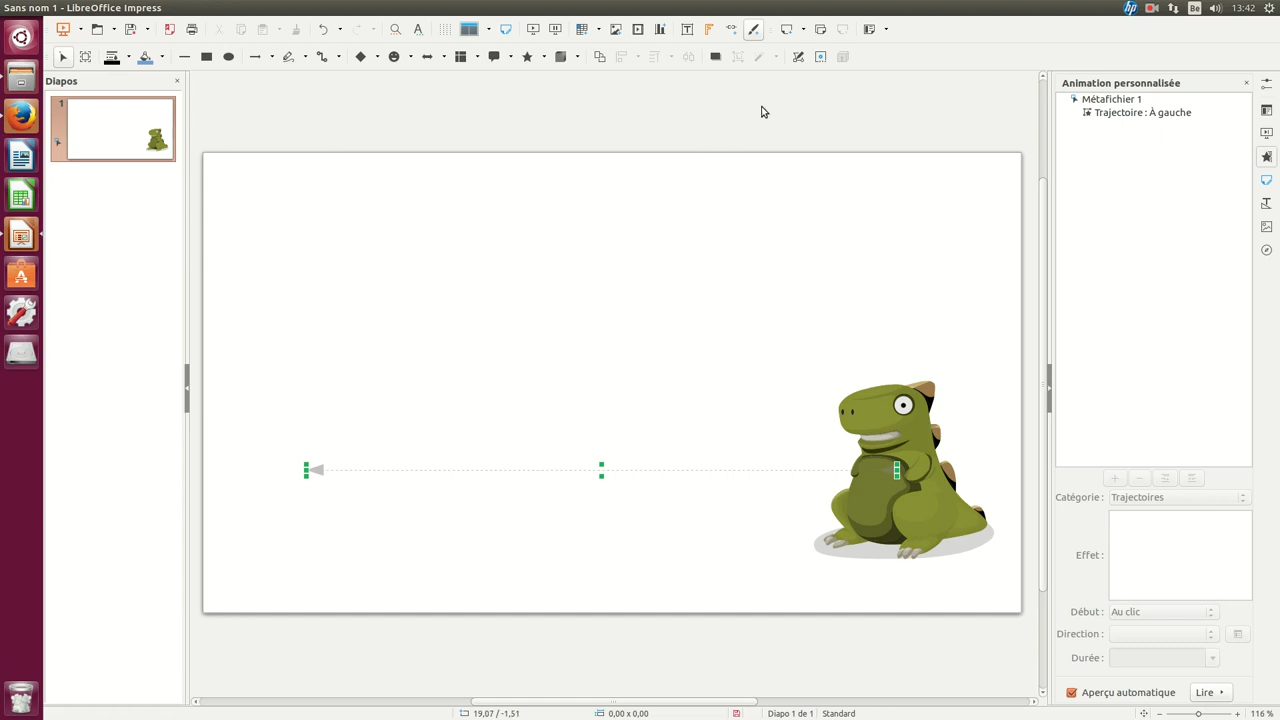 Sans nom 1 - LibreOffice Impress
Be
13:42
Diapos
1
Animation personnalisée
Métafichier 1
Trajectoire : À gauche
Catégorie :
Trajectoires
Effet :
Début :
Au clic
Direction :
Durée :
Aperçu automatique
Lire
19,07 / -1,51
0,00 x 0,00
Diapo 1 de 1
Standard
116 %